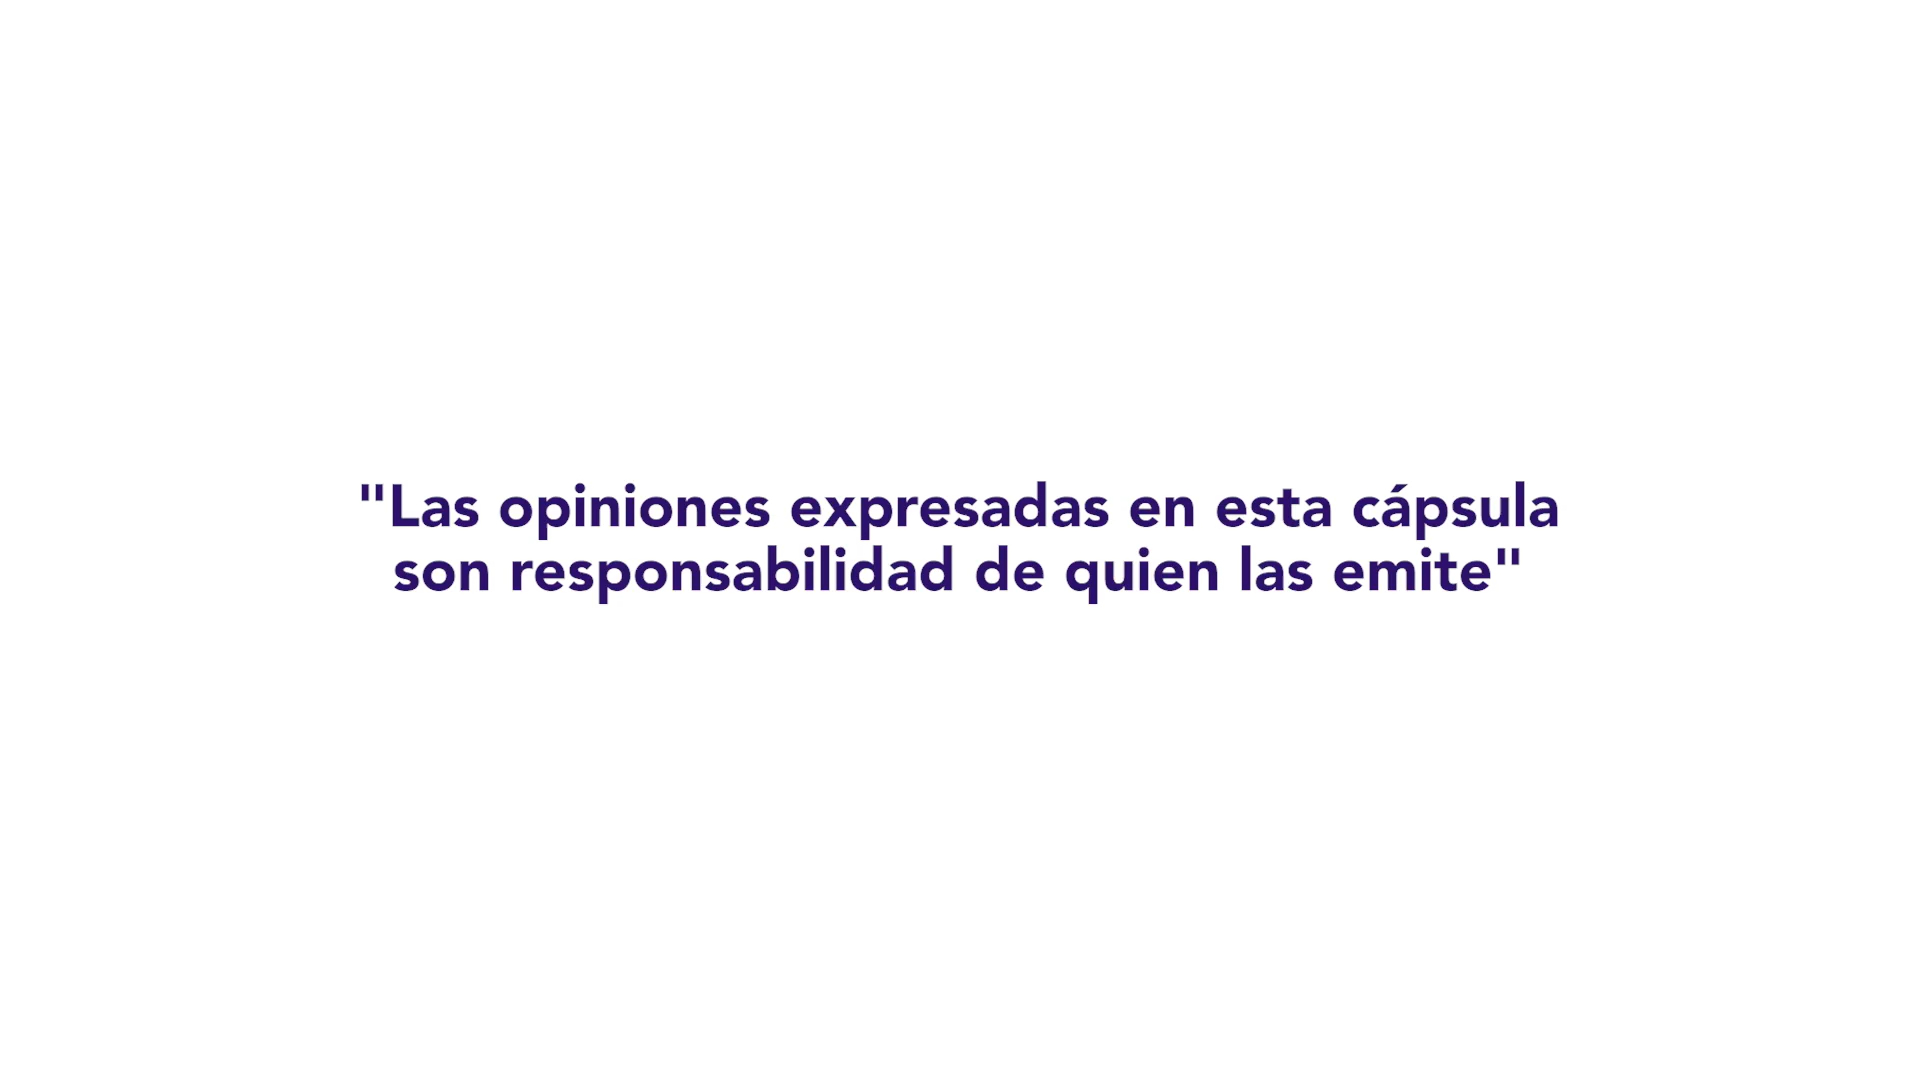 "Las opiniones expresadas en esta cápsula
son responsabilidad de quien las emite"